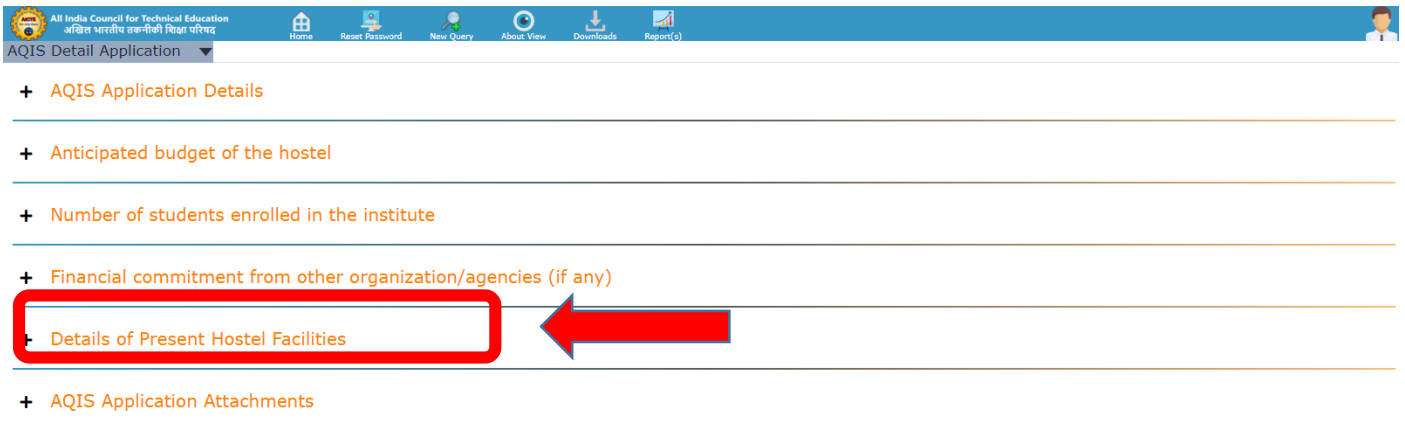 All India Council for Technical Education
अखिल भारतीय तकनीकी शिक्षा परिषद
AICTE
Home Reset Password New Query About View Downloads Report(s)
AQIS Detail Application
+ AQIS Application Details
+ Anticipated budget of the hostel
+ Number of students enrolled in the institute
+ Financial commitment from other organization/agencies (if any)
+ Details of Present Hostel Facilities
+ AQIS Application Attachments